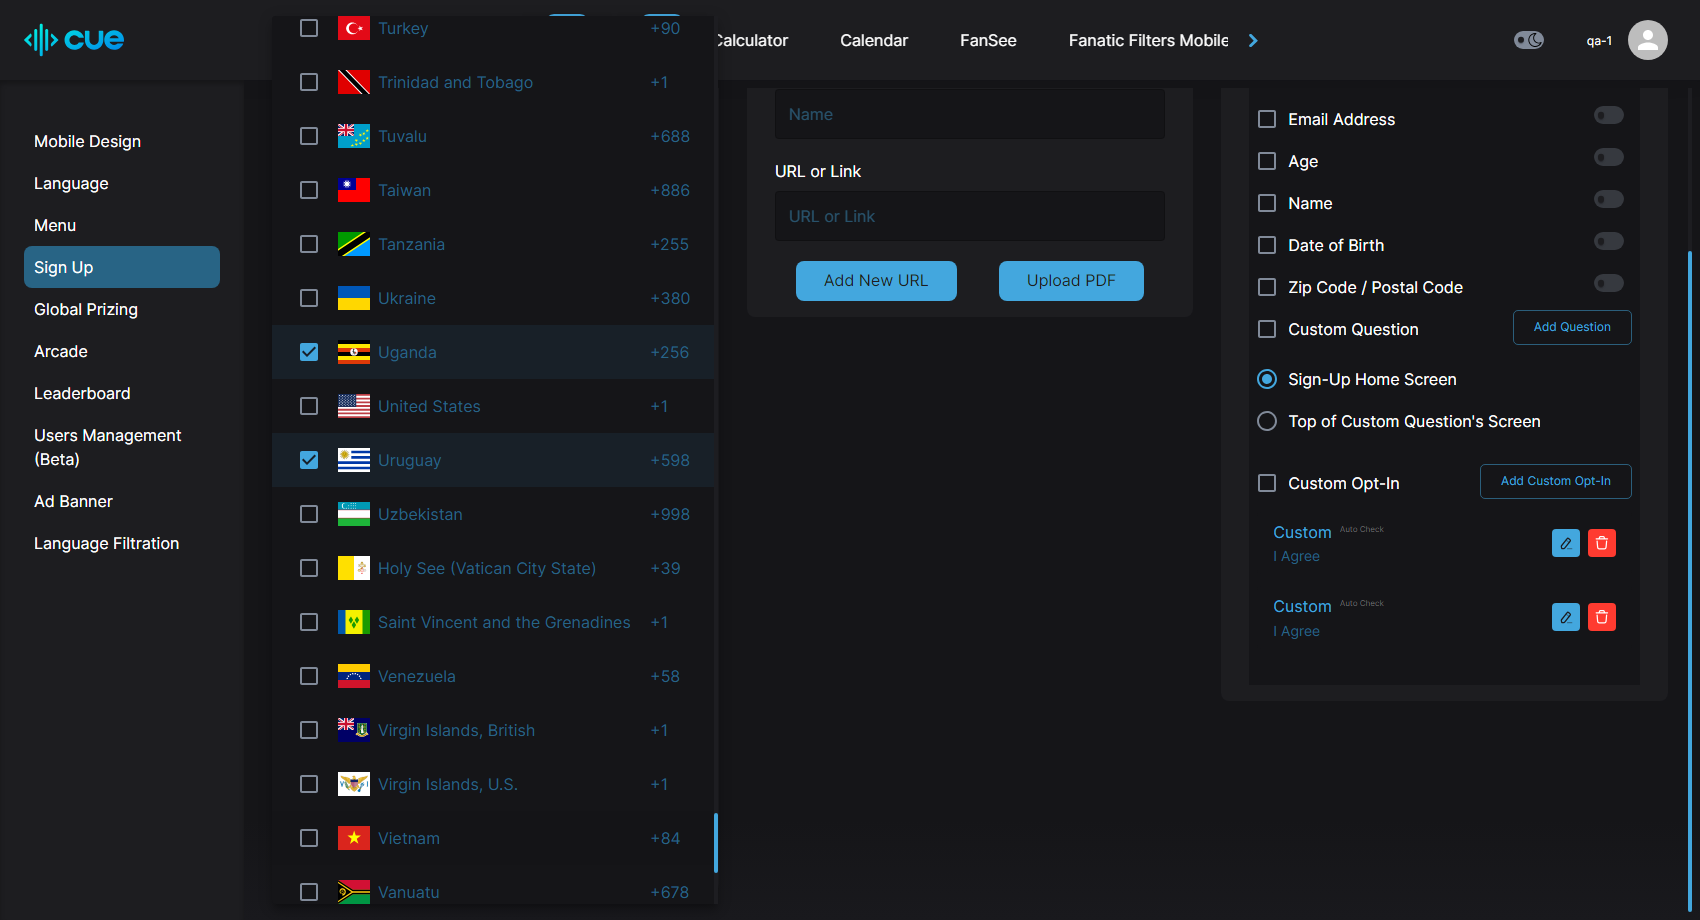 cue
Calculator
Calendar
FanSee
Fanatic Filters Mobile
qa-1
Mobile Design
Language
Menu
Sign Up
Global Prizing
Arcade
Leaderboard
Users Management
(Beta)
Ad Banner
Language Filtration
Turkey +90
Trinidad and Tobago +1
Tuvalu +688
Taiwan +886
Tanzania +255
Ukraine +380
Uganda +256
United States +1
Uruguay +598
Uzbekistan +998
Holy See (Vatican City State) +39
Saint Vincent and the Grenadines +1
Venezuela +58
Virgin Islands, British +1
Virgin Islands, U.S. +1
Vietnam +84
Vanuatu +678
Name
URL or Link
URL or Link
Add New URL
Upload PDF
Email Address
Age
Name
Date of Birth
Zip Code / Postal Code
Custom Question
Add Question
Sign-Up Home Screen
Top of Custom Question's Screen
Custom Opt-In
Add Custom Opt-In
Custom Auto Check
I Agree
Custom Auto Check
I Agree